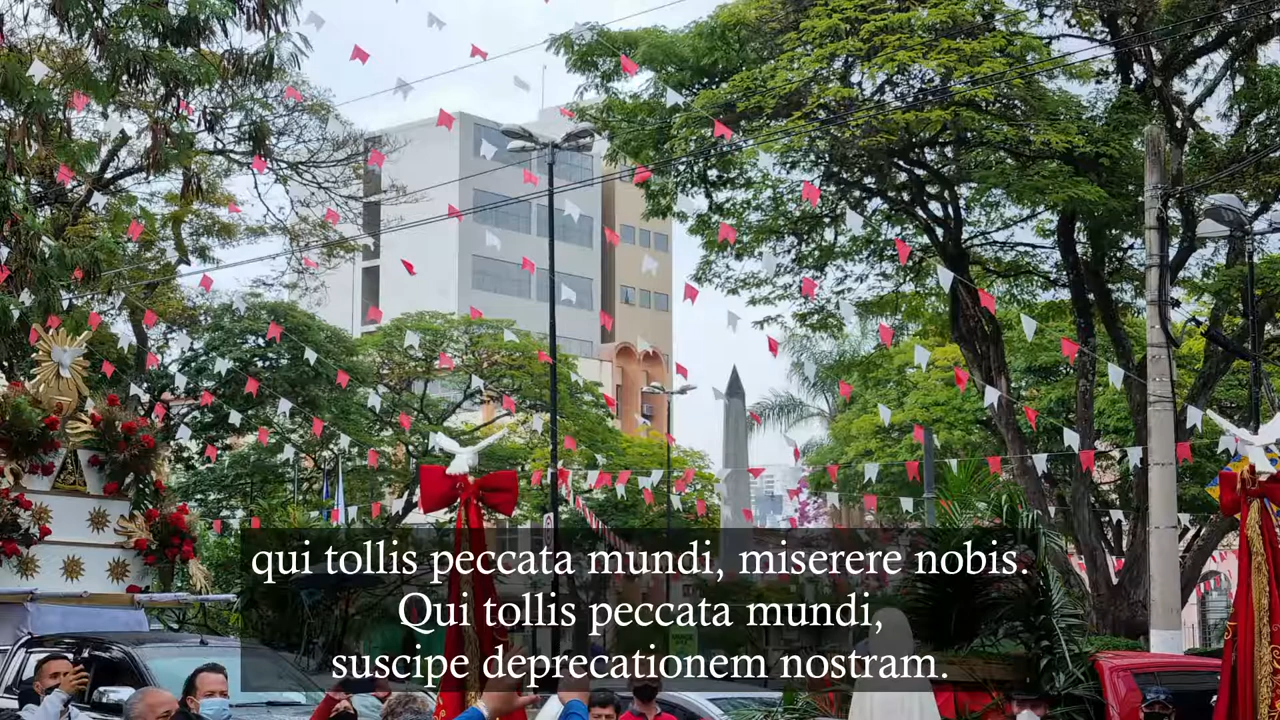 qui tollis peccata mundi, miserere nobis.
Qui tollis peccata mundi,
suscipe deprecationem nostram.